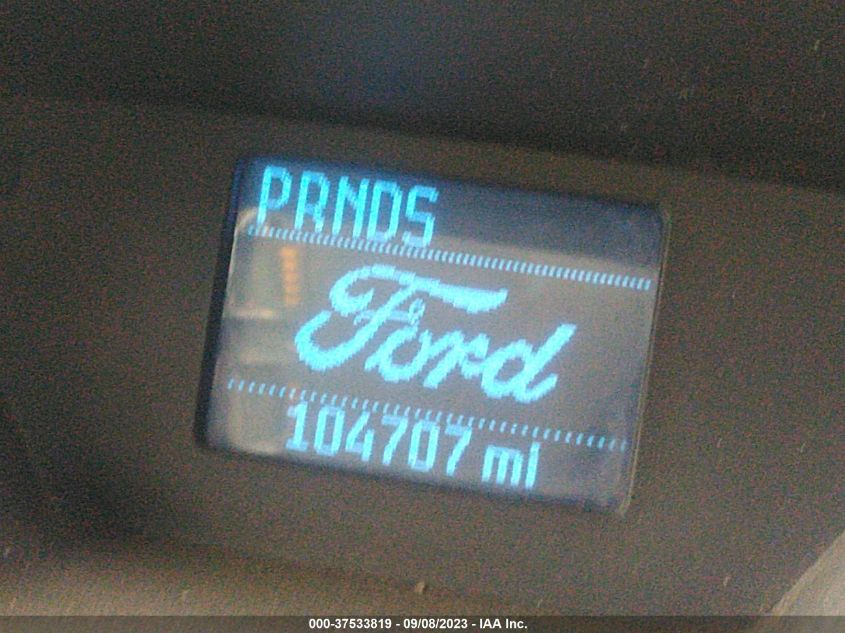 PRNDS
Ford
104707 mi
000-37533819 - 09/08/2023 - IAA Inc.